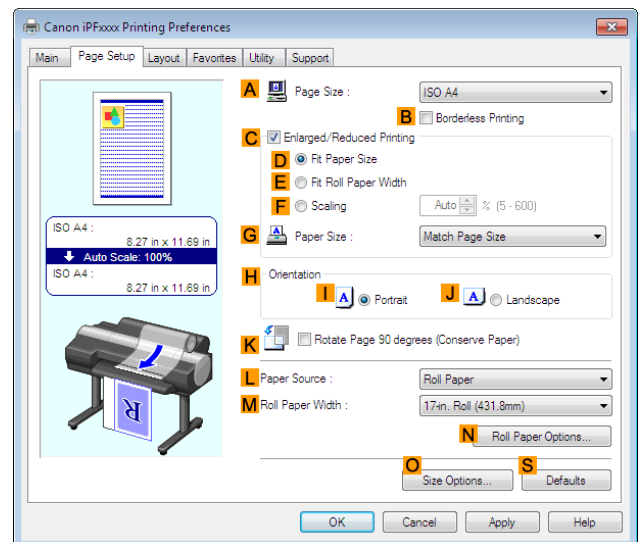 Canon iPFxxxx Printing Preferences
Main Page Setup Layout Favorites Utility Support
A Page Size : ISO A4
B Borderless Printing
C Enlarged/Reduced Printing
D Fit Paper Size
E Fit Roll Paper Width
F Scaling Auto % (5 - 600)
G Paper Size : Match Page Size
ISO A4 :
8.27 in x 11.69 in
Auto Scale: 100%
ISO A4 :
8.27 in x 11.69 in
H Orientation
I A Portrait J A Landscape
K Rotate Page 90 degrees (Conserve Paper)
R
L Paper Source : Roll Paper
M Roll Paper Width : 17-in. Roll (431.8mm)
N Roll Paper Options...
O Size Options... S Defaults
OK Cancel Apply Help